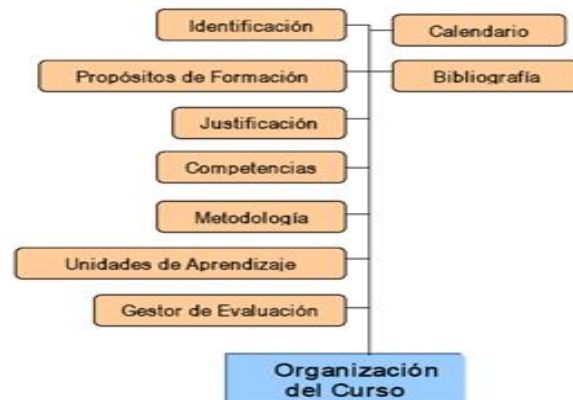 Identificación
Calendario
Propósitos de Formación
Bibliografía
Justificación
Competencias
Metodología
Unidades de Aprendizaje
Gestor de Evaluación
Organización
del Curso